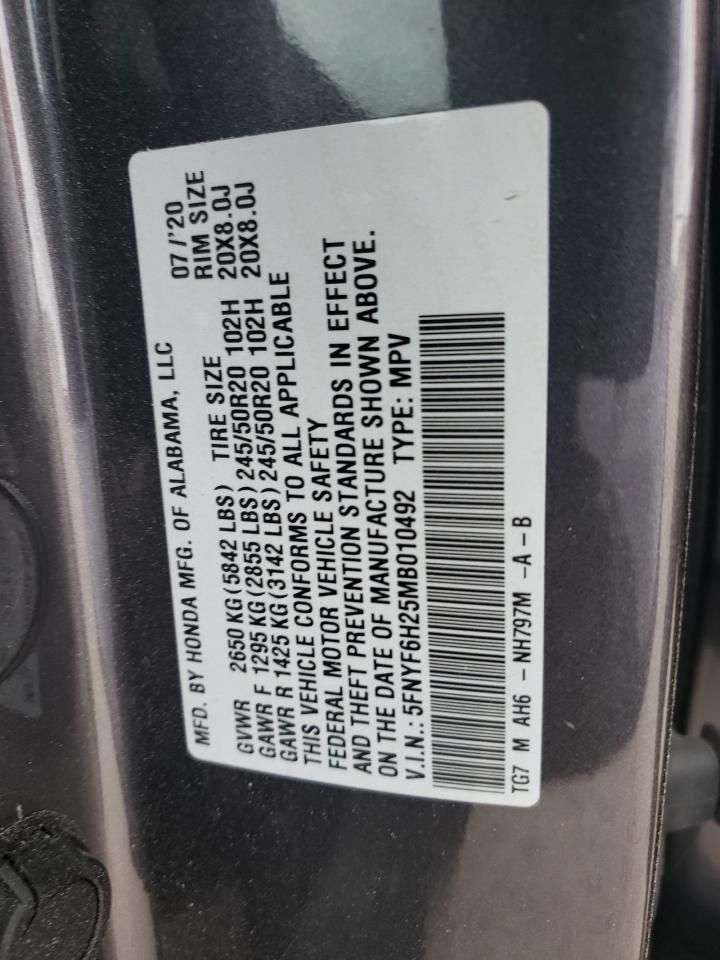 MFD. BY HONDA MFG. OF ALABAMA, LLC 07/'20
GVWR 2650 KG(5842 LBS) TIRE SIZE RIM SIZE
GAWR F 1295 KG(2855 LBS)245/50R20 102H 20X8.0J
GAWR R 1425 KG(3142 LBS)245/50R20 102H 20X8.0J
THIS VEHICLE CONFORMS TO ALL APPLICABLE
FEDERAL MOTOR VEHICLE SAFETY
AND THEFT PREVENTION STANDARDS IN EFFECT
ON THE DATE OF MANUFACTURE SHOWN ABOVE.
V.I.N.: 5FNYF6H25MB010492 TYPE: MPV
TG7 M AH6 - NH797M -A -B